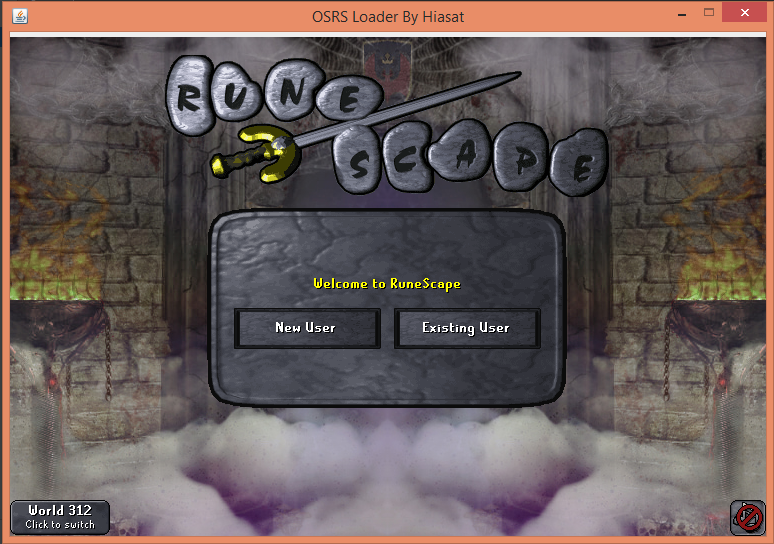 OSRS Loader By Hiasat
RUNE
SCAPE
Welcome to RuneScape
New User
Existing User
World 312
Click to switch